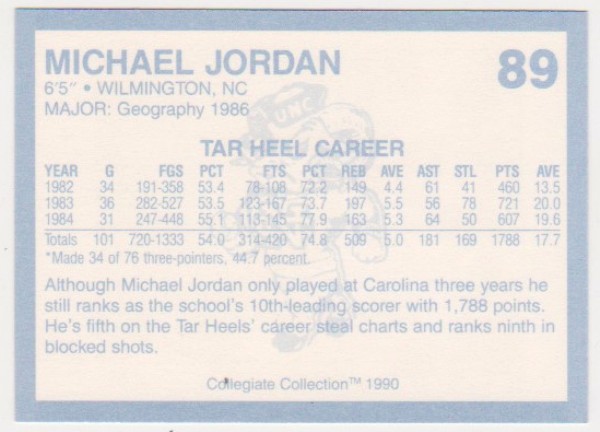 MICHAEL JORDAN 89
6'5" • WILMINGTON, NC
MAJOR: Geography 1986
UNC
TAR HEEL CAREER
YEAR G FGS PCT FTS PCT REB AVE AST STL PTS AVE
1982 34 191-358 53.4 78-108 72.2 149 4.4 61 41 460 13.5
1983 36 282-527 53.5 123-167 73.7 197 5.5 56 78 721 20.0
1984 31 247-448 55.1 113-145 77.9 163 5.3 64 50 607 19.6
Totals 101 720-1333 54.0 314-420 74.8 509 5.0 181 169 1788 17.7
*Made 34 of 76 three-pointers, 44.7 percent.
Although Michael Jordan only played at Carolina three years he
still ranks as the school's 10th-leading scorer with 1,788 points.
He's fifth on the Tar Heels' career steal charts and ranks ninth in
blocked shots.
Collegiate Collection™ 1990